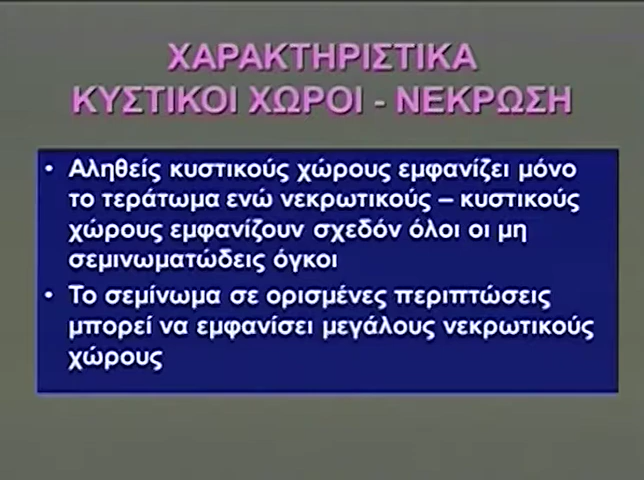 ΧΑΡΑΚΤΗΡΙΣΤΙΚΑ
ΚΥΣΤΙΚΟΙ ΧΩΡΟΙ - ΝΕΚΡΩΣΗ
• Αληθείς κυστικούς χώρους εμφανίζει μόνο
το τεράτωμα ενώ νεκρωτικούς – κυστικούς
χώρους εμφανίζουν σχεδόν όλοι οι μη
σεμινωματώδεις όγκοι
• Το σεμίνωμα σε ορισμένες περιπτώσεις
μπορεί να εμφανίσει μεγάλους νεκρωτικούς
χώρους